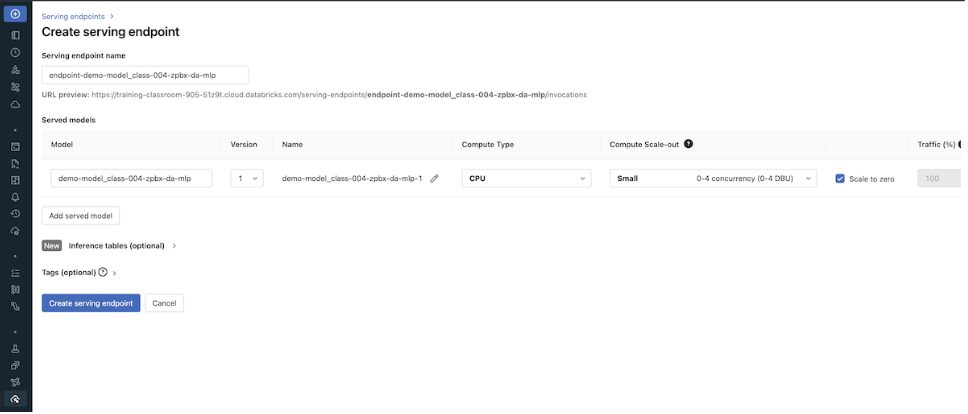 Serving endpoints >
Create serving endpoint
Serving endpoint name
endpoint-demo-model_class-004-zpbx-da-mlp
URL preview: https://training-classroom-905-51z9t.cloud.databricks.com/serving-endpoints/endpoint-demo-model_class-004-zpbx-da-mlp/invocations
Served models
Model Version Name Compute Type Compute Scale-out Traffic (%)
demo-model_class-004-zpbx-da-mlp 1 demo-model_class-004-zpbx-da-mlp-1 CPU Small 0-4 concurrency (0-4 DBU) Scale to zero 100
Add served model
New Inference tables (optional) >
Tags (optional) >
Create serving endpoint Cancel